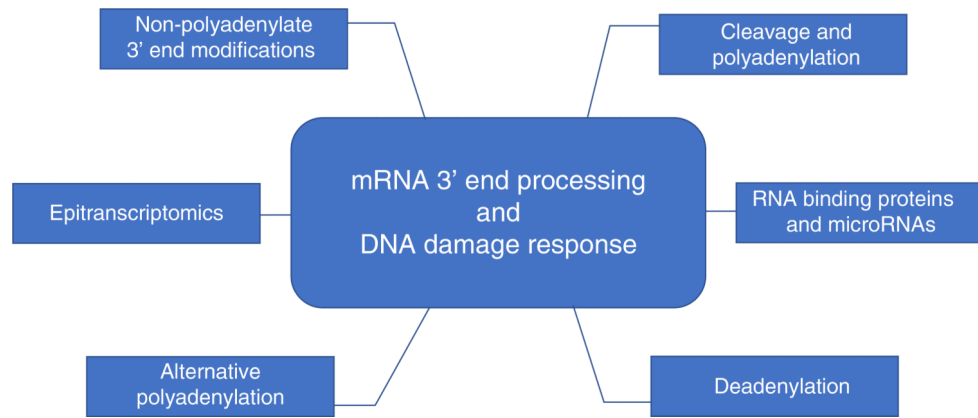 Non-polyadenylate
3’ end modifications
Cleavage and
polyadenylation
mRNA 3’ end processing
and
DNA damage response
Epitranscriptomics
RNA binding proteins
and microRNAs
Alternative
polyadenylation
Deadenylation